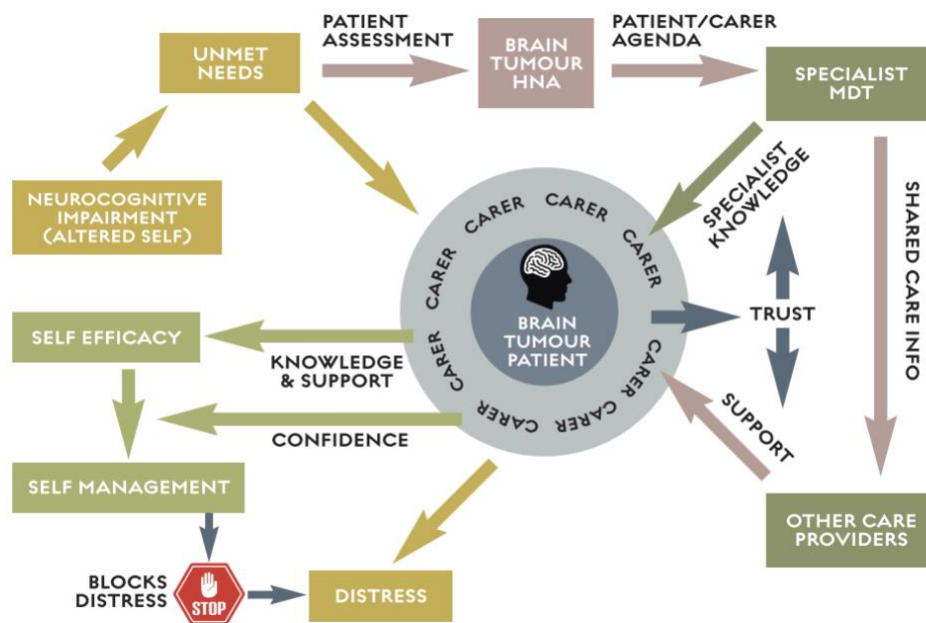 PATIENT
ASSESSMENT
PATIENT/CARER
AGENDA
UNMET
NEEDS
BRAIN
TUMOUR
HNA
SPECIALIST
MDT
NEUROCOGNITIVE
IMPAIRMENT
(ALTERED SELF)
SPECIALIST
KNOWLEDGE
SHARED CARE INFO
CARER CARER CARER CARER
BRAIN
TUMOUR
PATIENT
CARER CARER CARER CARER CARER
TRUST
SELF EFFICACY
KNOWLEDGE
& SUPPORT
CONFIDENCE
SUPPORT
SELF MANAGEMENT
OTHER CARE
PROVIDERS
BLOCKS
DISTRESS
STOP
DISTRESS